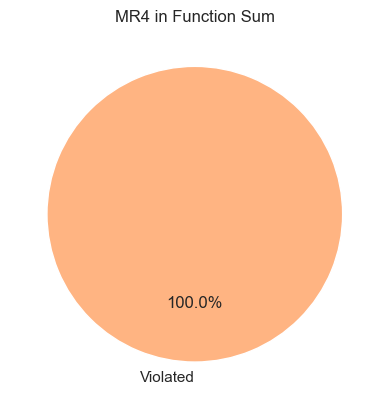 MR4 in Function Sum
100.0%
Violated